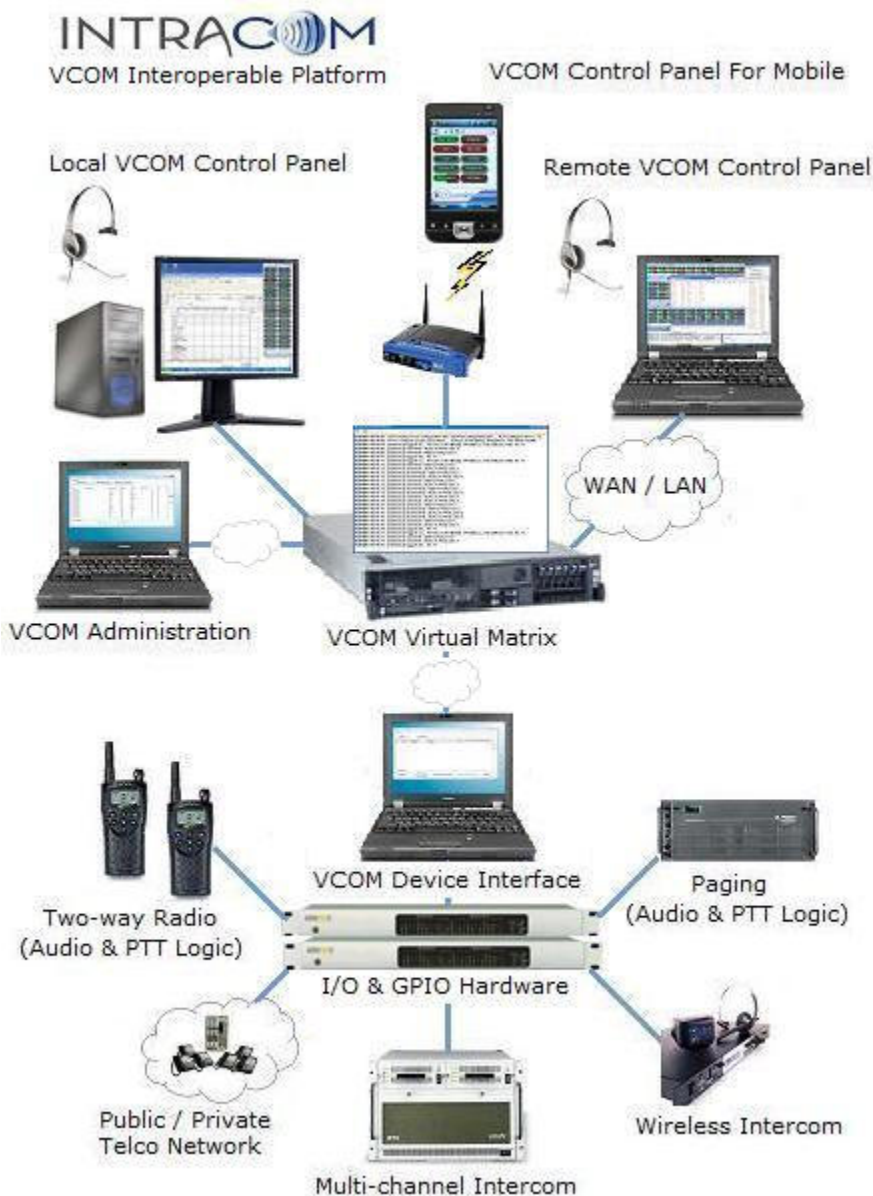 INTRACOM
VCOM Interoperable Platform
VCOM Control Panel For Mobile
Local VCOM Control Panel
Remote VCOM Control Panel
WAN / LAN
VCOM Administration
VCOM Virtual Matrix
VCOM Device Interface
Two-way Radio
(Audio & PTT Logic)
Paging
(Audio & PTT Logic)
I/O & GPIO Hardware
Public / Private
Telco Network
Wireless Intercom
Multi-channel Intercom